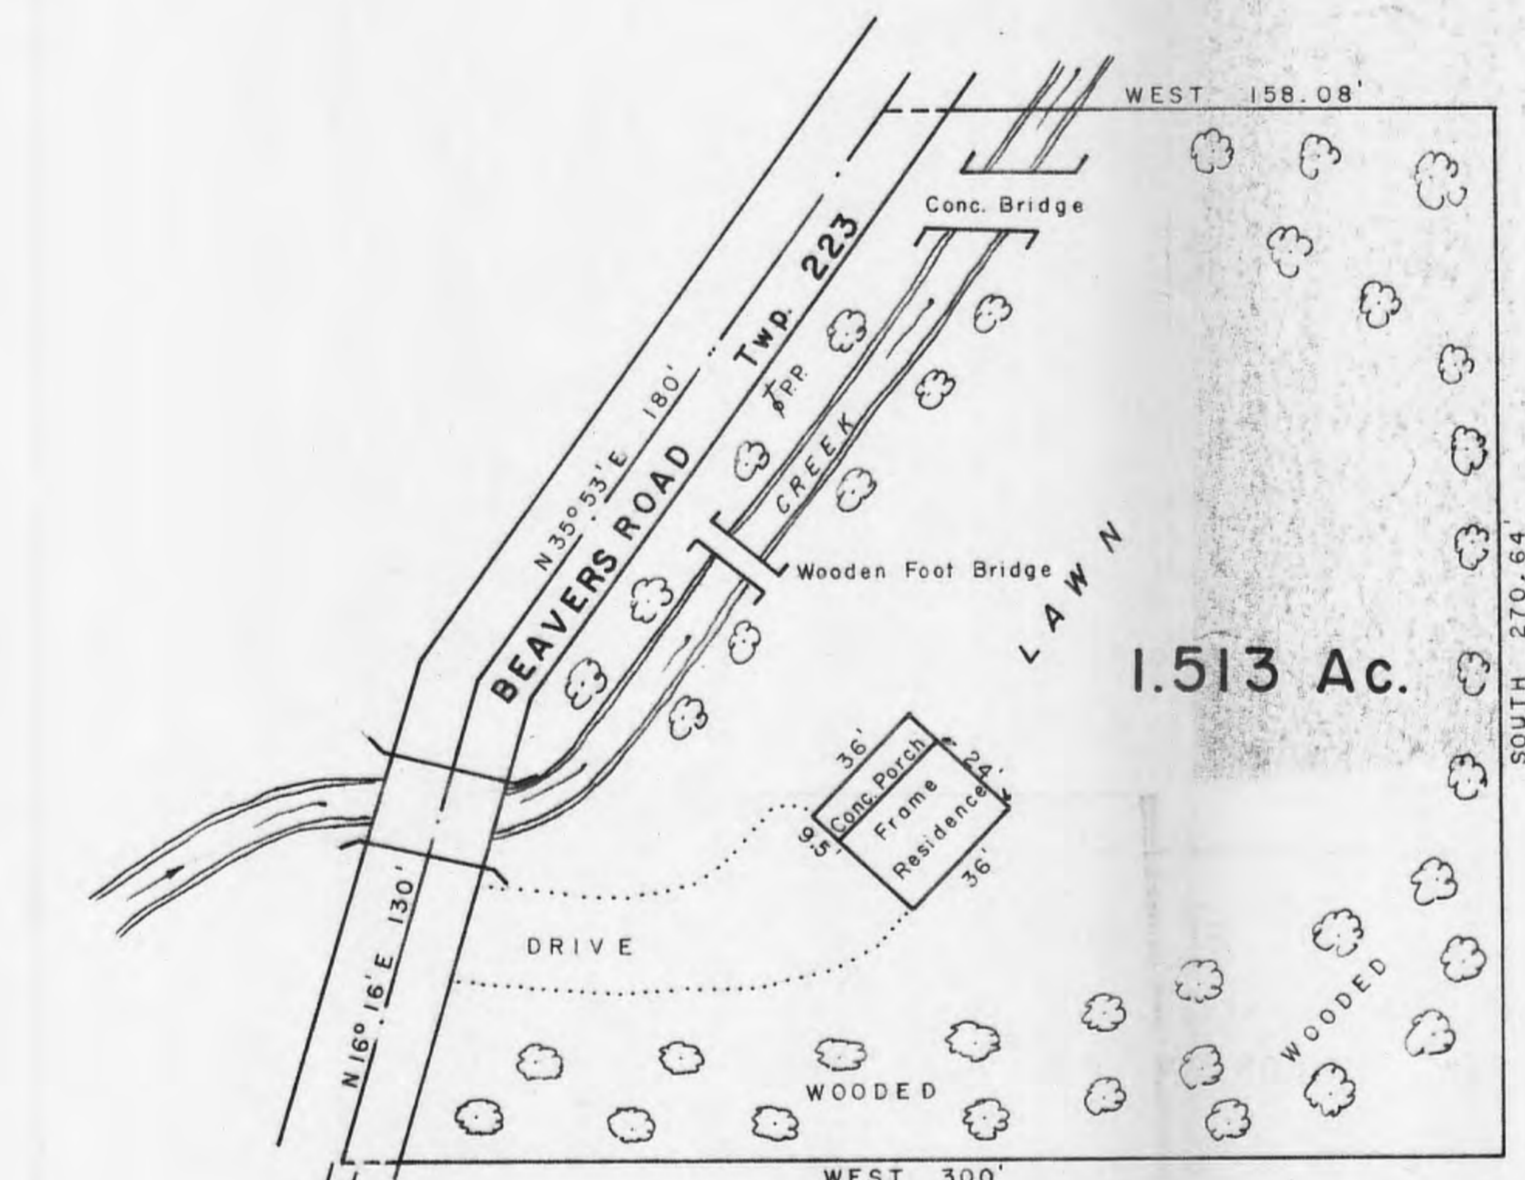 WEST 158.08'
Conc. Bridge
BEAVERS ROAD Twp. 223
N 35° 53' E 180'
P.P.
CREEK
Wooden Foot Bridge
LAWN
1.513 Ac.
SOUTH 270.64'
36'
Conc. Porch
24'
Frame
Residence
9.5'
36'
DRIVE
N 16° 16' E 130'
WOODED
WOODED
WEST 300'